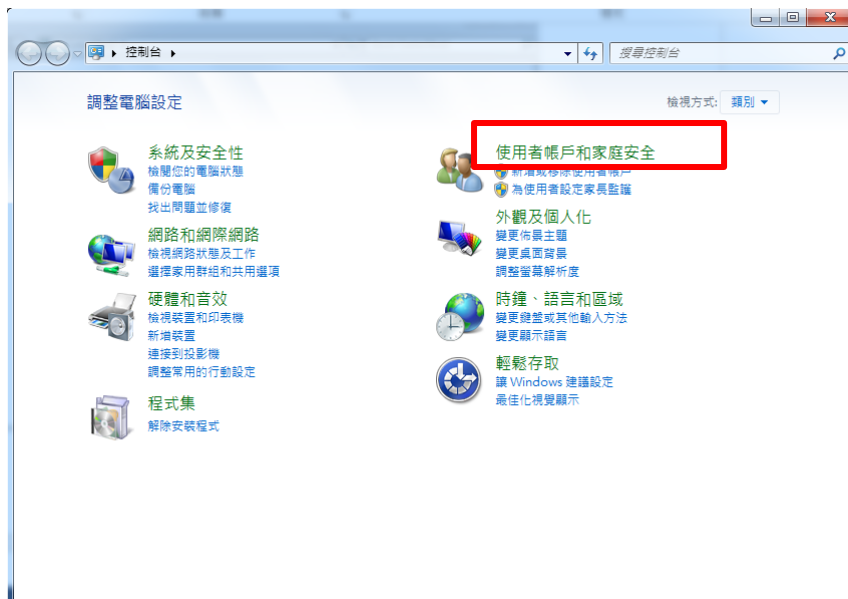 控制台
搜尋控制台
調整電腦設定
檢視方式: 類別
系統及安全性
檢閱您的電腦狀態
備份電腦
找出問題並修復
網路和網際網路
檢視網路狀態及工作
選擇家用群組和共用選項
硬體和音效
檢視裝置和印表機
新增裝置
連接到投影機
調整常用的行動設定
程式集
解除安裝程式
使用者帳戶和家庭安全
新增或移除使用者帳戶
為使用者設定家長監護
外觀及個人化
變更佈景主題
變更桌面背景
調整螢幕解析度
時鐘、語言和區域
變更鍵盤或其他輸入方法
變更顯示語言
輕鬆存取
讓 Windows 建議設定
最佳化視覺顯示